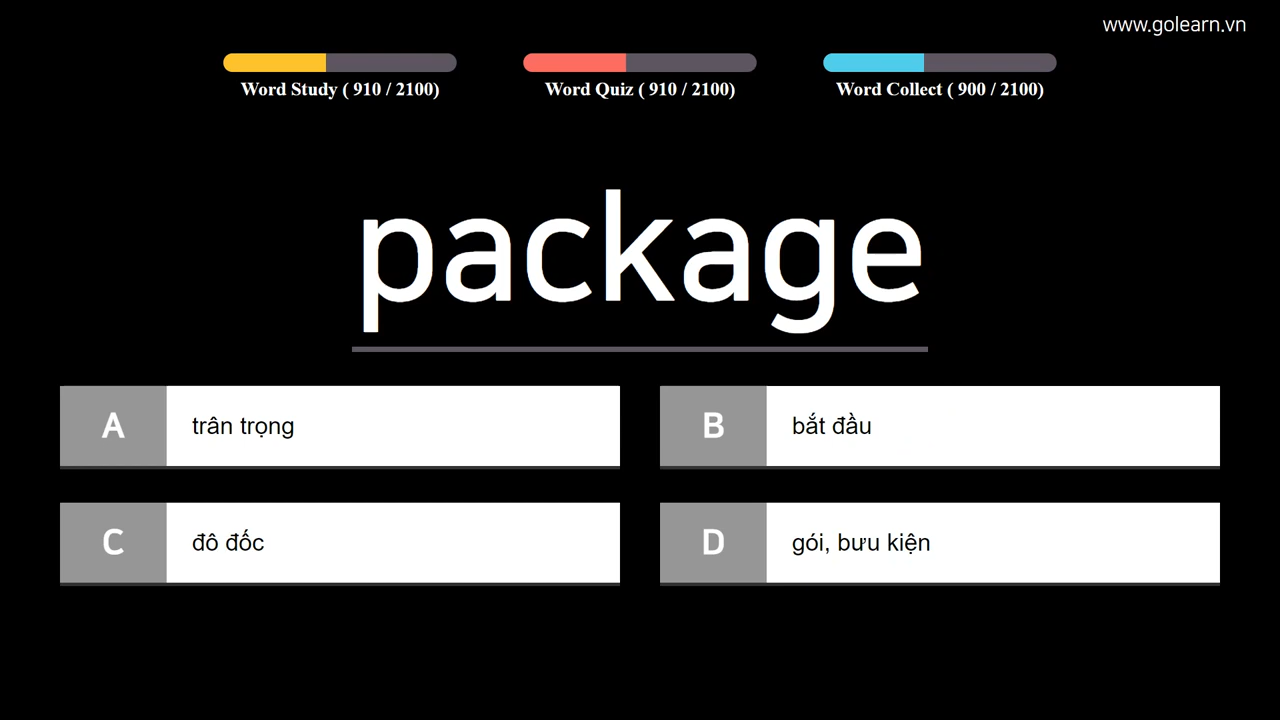 www.golearn.vn
Word Study ( 910 / 2100)
Word Quiz ( 910 / 2100)
Word Collect ( 900 / 2100)
package
A
trân trọng
B
bắt đầu
C
đô đốc
D
gói, bưu kiện